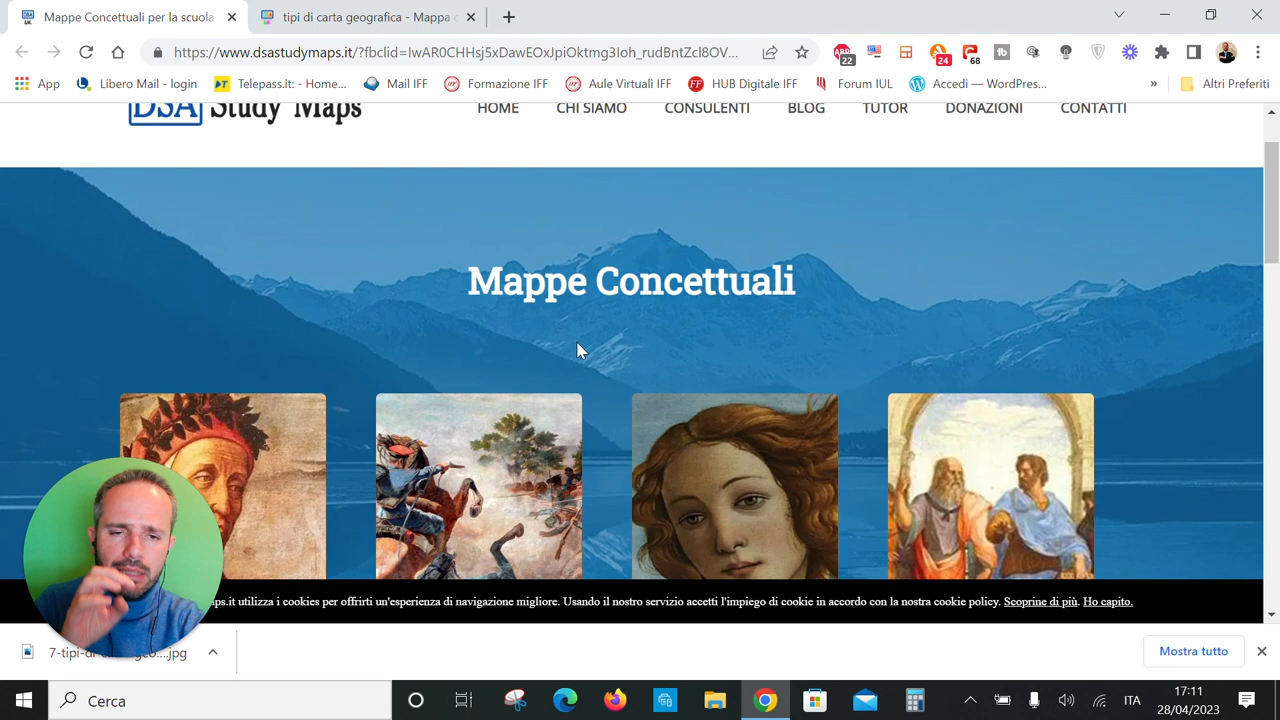 Mappe Concettuali per la scuola
tipi di carta geografica - Mappa c
https://www.dsastudymaps.it/?fbclid=IwAR0CHHsj5xDawEOxJpiOktmg3Ioh_rudBntZcl8OV...
22
24
68
App
Libero Mail - login
Telepass.it: - Home...
Mail IFF
Formazione IFF
Aule Virtuali IFF
HUB Digitale IFF
Forum IUL
Accedi — WordPres...
»
Altri Preferiti
DSA Study Maps
HOME
CHI SIAMO
CONSULENTI
BLOG
TUTOR
DONAZIONI
CONTATTI
Mappe Concettuali
aps.it utilizza i cookies per offrirti un'esperienza di navigazione migliore. Usando il nostro servizio accetti l'impiego di cookie in accordo con la nostra cookie policy. Scoprine di più. Ho capito.
7-tipi-di-c geo....jpg
Mostra tutto
Cerca
ITA
17:11
28/04/2023